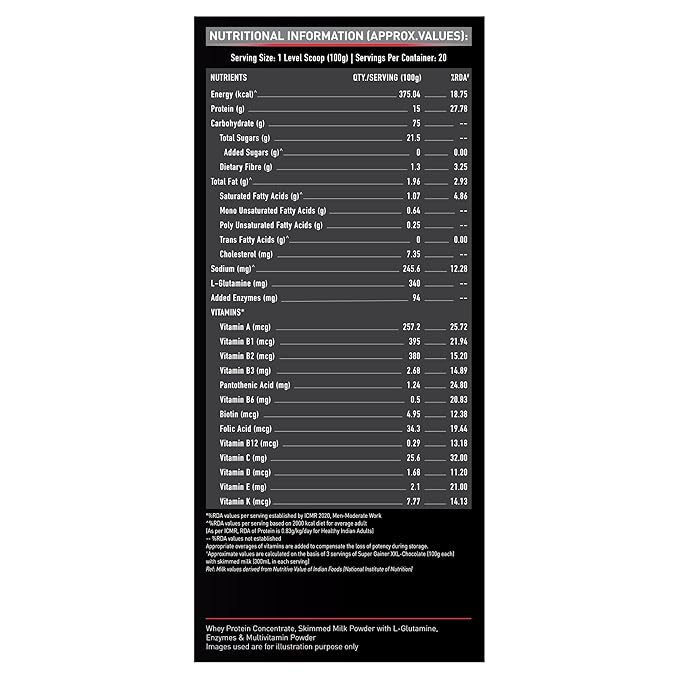 NUTRITIONAL INFORMATION (APPROX.VALUES):
Serving Size: 1 Level Scoop (100g) | Servings Per Container: 20
NUTRIENTS QTY./SERVING (100g) %RDA#
Energy (kcal)^ 375.04 18.75
Protein (g) 15 27.78
Carbohydrate (g) 75 --
Total Sugars (g) 21.5 --
Added Sugars (g)^ 0 0.00
Dietary Fibre (g) 1.3 3.25
Total Fat (g)^ 1.96 2.93
Saturated Fatty Acids (g)^ 1.07 4.86
Mono Unsaturated Fatty Acids (g) 0.64 --
Poly Unsaturated Fatty Acids (g) 0.25 --
Trans Fatty Acids (g)^ 0 0.00
Cholesterol (mg) 7.35 --
Sodium (mg)^ 245.6 12.28
L-Glutamine (mg) 340 --
Added Enzymes (mg) 94 --
VITAMINS*
Vitamin A (mcg) 257.2 25.72
Vitamin B1 (mcg) 395 21.94
Vitamin B2 (mcg) 380 15.20
Vitamin B3 (mg) 2.68 14.89
Pantothenic Acid (mg) 1.24 24.80
Vitamin B6 (mg) 0.5 20.83
Biotin (mcg) 4.95 12.38
Folic Acid (mcg) 34.3 19.44
Vitamin B12 (mcg) 0.29 13.18
Vitamin C (mg) 25.6 32.00
Vitamin D (mcg) 1.68 11.20
Vitamin E (mg) 2.1 21.00
Vitamin K (mcg) 7.77 14.13
%RDA values per serving established by ICMR 2020, Men-Moderate Work
^%RDA values per serving based on 2000 kcal diet for average adult
(As per ICMR, RDA of Protein is 0.83g/kg/day for Healthy Indian Adults)
-- %RDA values not established
Appropriate overages of vitamins are added to compensate the loss of potency during storage.
Approximate values are calculated on the basis of 3 servings of Super Gainer XXL-Chocolate (100g each)
with skimmed milk (300mL in each serving)
Ref: Milk values derived from Nutritive Value of Indian Foods (National Institute of Nutrition)
Whey Protein Concentrate, Skimmed Milk Powder with L-Glutamine,
Enzymes & Multivitamin Powder
Images used are for illustration purpose only